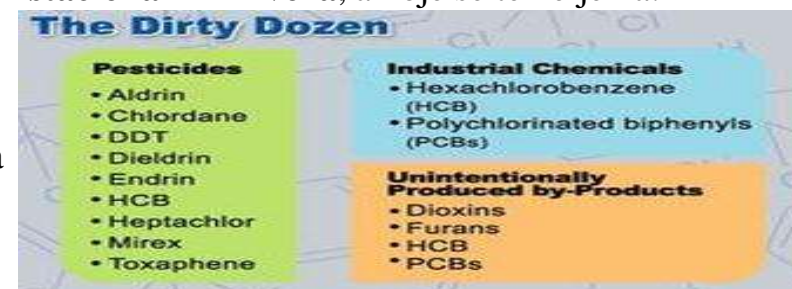 The Dirty Dozen
Pesticides
• Aldrin
• Chlordane
• DDT
• Dieldrin
• Endrin
• HCB
• Heptachlor
• Mirex
• Toxaphene
Industrial Chemicals
• Hexachlorobenzene
(HCB)
• Polychlorinated biphenyls
(PCBs)
Unintentionally
Produced by-Products
• Dioxins
• Furans
• HCB
• PCBs